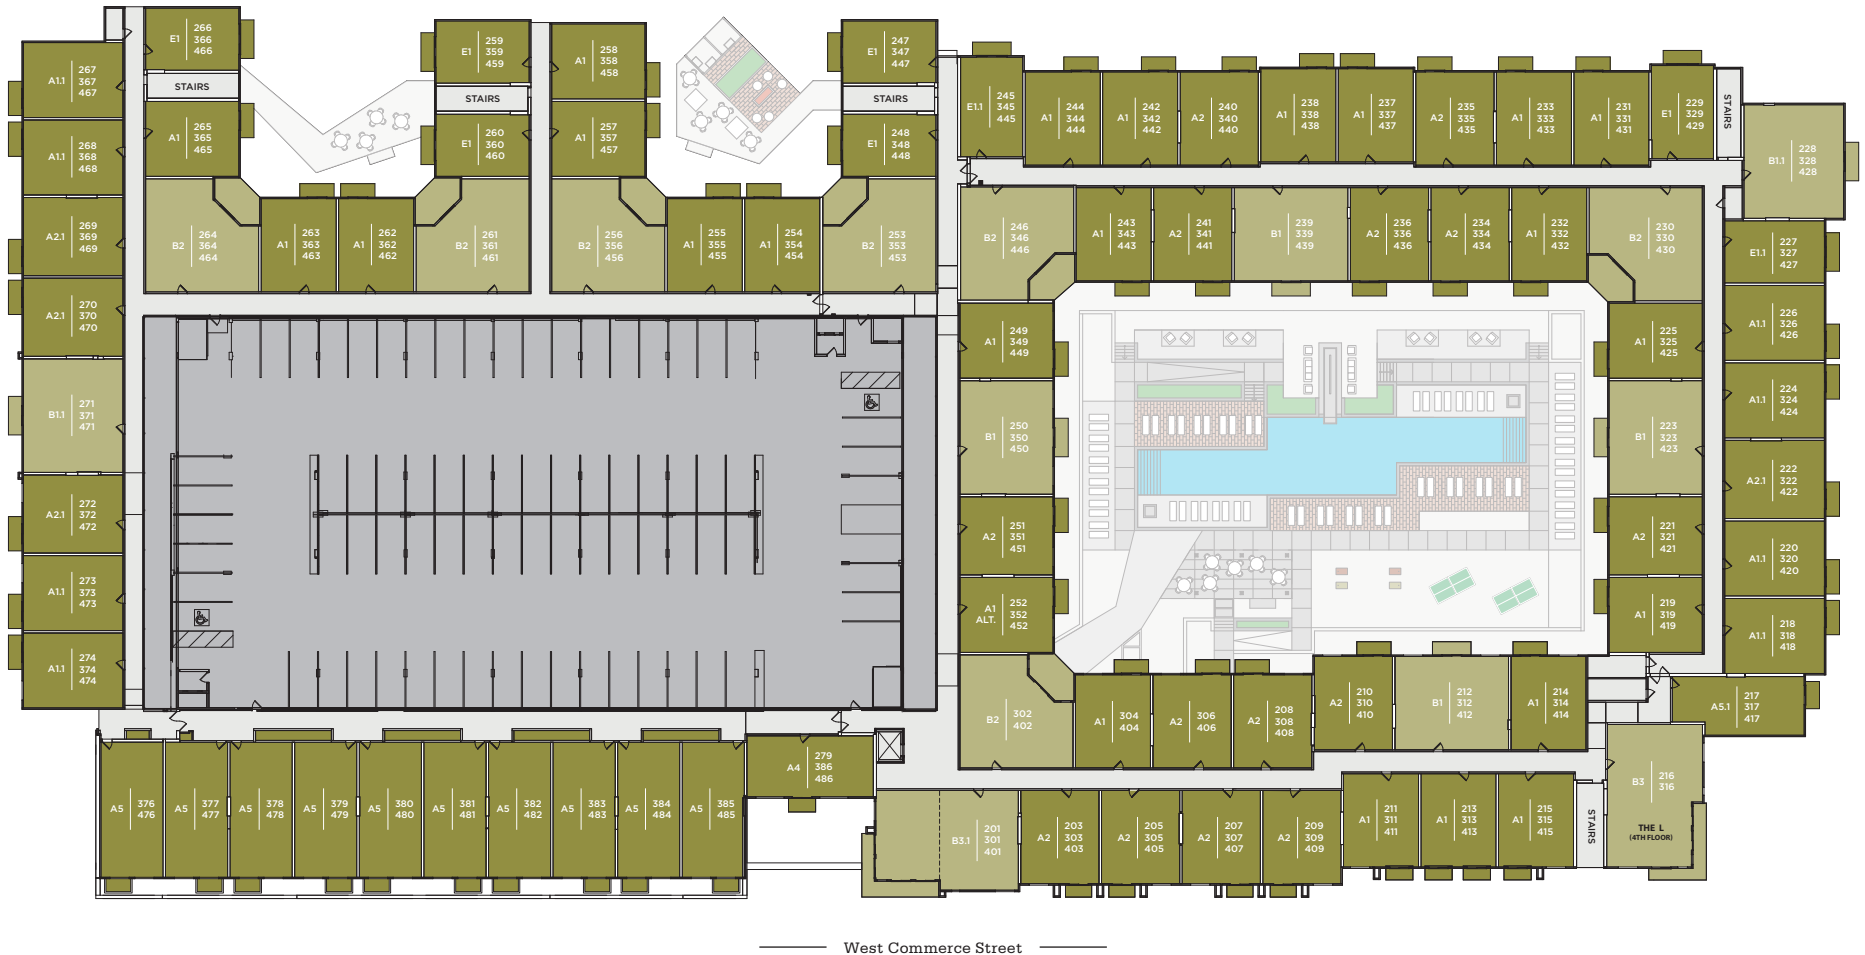 E1
266
366
466
STAIRS
A1
265
365
465
A1.1
267
367
467
A1.1
268
368
468
A2.1
269
369
469
A2.1
270
370
470
B1.1
271
371
471
A2.1
272
372
472
A1.1
273
373
473
A1.1
274
374
474
B2
264
364
464
A1
263
363
463
A1
262
362
462
B2
261
361
461
E1
259
359
459
STAIRS
E1
260
360
460
A1
258
358
458
A1
257
357
457
B2
256
356
456
A1
255
355
455
A1
254
354
454
B2
253
353
453
E1
247
347
447
STAIRS
E1
248
348
448
E1.1
245
345
445
A1
244
344
444
A1
242
342
442
A2
240
340
440
A1
238
338
438
A1
237
337
437
A2
235
335
435
A1
233
333
433
A1
231
331
431
E1
229
329
429
STAIRS
B1.1
228
328
428
B2
246
346
446
A1
243
343
443
A2
241
341
441
B1
239
339
439
A2
236
336
436
A2
234
334
434
A1
232
332
432
B2
230
330
430
E1.1
227
327
427
A1.1
226
326
426
A1.1
224
324
424
A2.1
222
322
422
A1.1
220
320
420
A1.1
218
318
418
A5.1
217
317
417
A1
249
349
449
B1
250
350
450
A2
251
351
451
A1
ALT.
252
352
452
A1
225
325
425
B1
223
323
423
A2
221
321
421
A1
219
319
419
B2
302
402
A1
304
404
A2
306
406
A2
208
308
408
A2
210
310
410
B1
212
312
412
A1
214
314
414
B3
216
316
THE L
(4TH FLOOR)
A5
376
476
A5
377
477
A5
378
478
A5
379
479
A5
380
480
A5
381
481
A5
382
482
A5
383
483
A5
384
484
A5
385
485
A4
279
386
486
B3.1
201
301
401
A2
203
303
403
A2
205
305
405
A2
207
307
407
A2
209
309
409
A1
211
311
411
A1
213
313
413
A1
215
315
415
STAIRS
West Commerce Street